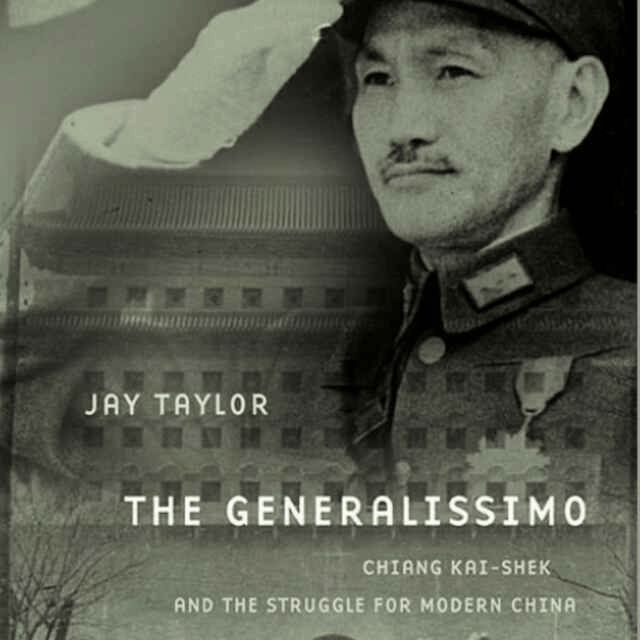 JAY TAYLOR
THE GENERALISSIMO
CHIANG KAI-SHEK
AND THE STRUGGLE FOR MODERN CHINA